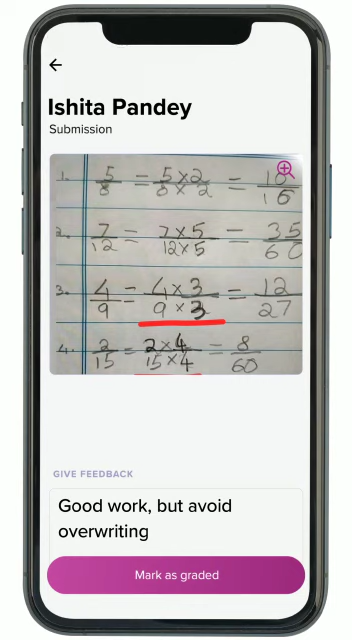 Ishita Pandey
Submission
1. 5/8 = 5×2/8×2 = 10/16
2. 7/12 = 7×5/12×5 = 35/60
3. 4/9 = 4×3/9×3 = 12/27
4. 2/15 = 2×4/15×4 = 8/60
GIVE FEEDBACK
Good work, but avoid
overwriting
Mark as graded